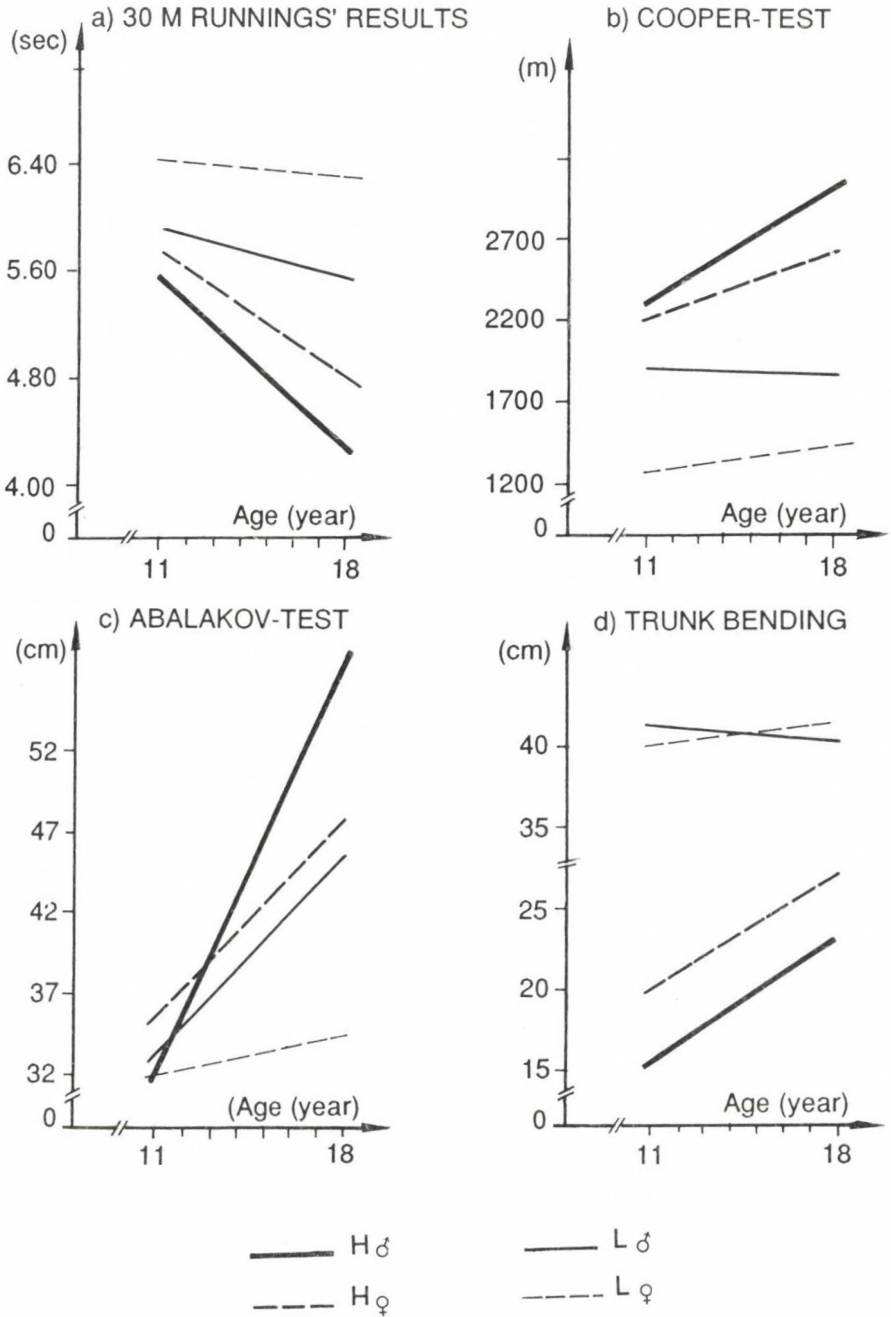 a) 30 M RUNNINGS' RESULTS
(sec)
6.40
5.60
4.80
4.00
0
Age (year)
11 18
b) COOPER-TEST
(m)
2700
2200
1700
1200
0
Age (year)
11 18
c) ABALAKOV-TEST
(cm)
52
47
42
37
32
0
(Age (year)
11 18
d) TRUNK BENDING
(cm)
40
35
25
20
15
0
Age (year)
11 18
H ♂ L ♂
H ♀ L ♀